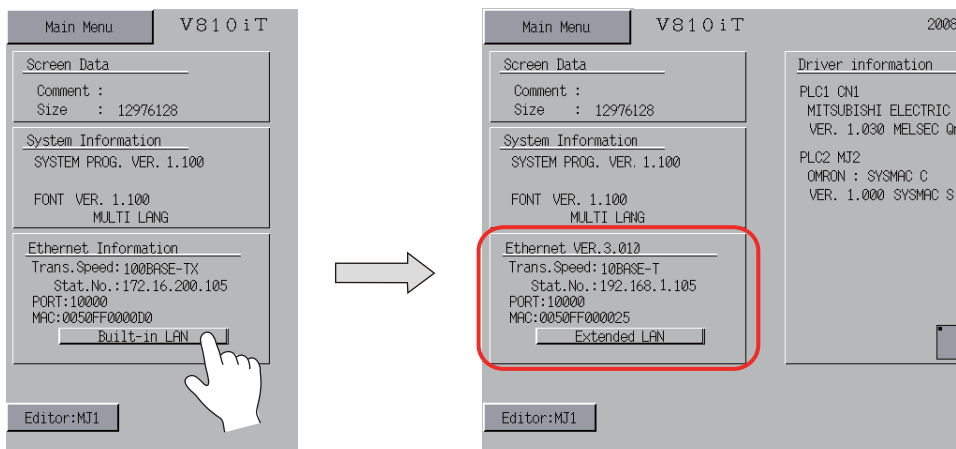 Main Menu
V810iT
Screen Data
Comment :
Size : 12976128
System Information
SYSTEM PROG. VER. 1.100
FONT VER. 1.100
MULTI LANG
Ethernet Information
Trans.Speed: 100BASE-TX
Stat.No.:172.16.200.105
PORT:10000
MAC:0050FF0000D0
Built-in LAN
Editor:MJ1
Main Menu
V810iT
2008
Screen Data
Comment :
Size : 12976128
System Information
SYSTEM PROG. VER. 1.100
FONT VER. 1.100
MULTI LANG
Ethernet VER.3.010
Trans.Speed: 10BASE-T
Stat.No.:192.168.1.105
PORT:10000
MAC:0050FF000025
Extended LAN
Editor:MJ1
Driver information
PLC1 CN1
MITSUBISHI ELECTRIC
VER. 1.030 MELSEC
PLC2 MJ2
OMRON : SYSMAC C
VER. 1.000 SYSMAC S